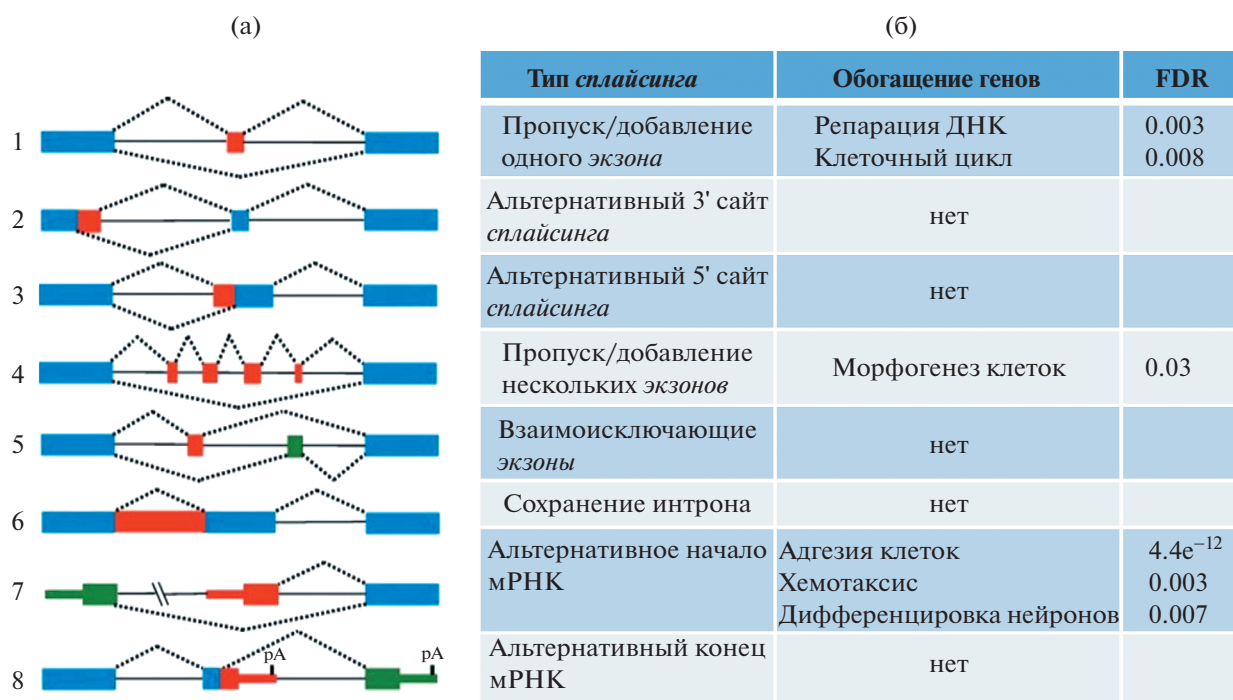 (а)
(б)
Тип сплайсинга Обогащение генов FDR
1
Пропуск/добавление
одного экзона
Репарация ДНК 0.003
Клеточный цикл 0.008
2
Альтернативный 3' сайт
сплайсинга
нет
3
Альтернативный 5' сайт
сплайсинга
нет
4
Пропуск/добавление
нескольких экзонов
Морфогенез клеток 0.03
5
Взаимоисключающие
экзоны
нет
6
Сохранение интрона нет
7
Альтернативное начало
мРНК
Адгезия клеток 4.4e⁻¹²
Хемотаксис 0.003
Дифференцировка нейронов 0.007
8
pA pA
Альтернативный конец
мРНК
нет